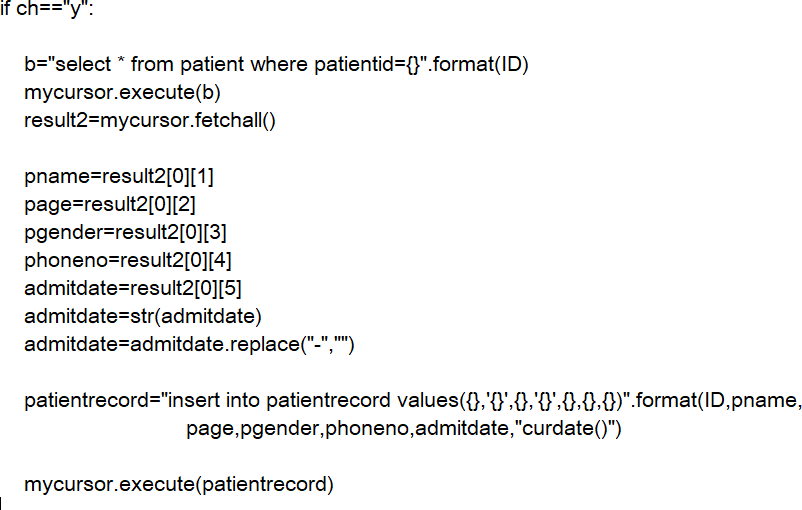 if ch=="y":
b="select * from patient where patientid={}".format(ID)
mycursor.execute(b)
result2=mycursor.fetchall()
pname=result2[0][1]
page=result2[0][2]
pgender=result2[0][3]
phoneno=result2[0][4]
admitdate=result2[0][5]
admitdate=str(admitdate)
admitdate=admitdate.replace("-","")
patientrecord="insert into patientrecord values({},'{}',{},'{}',{},{},{})".format(ID,pname,
page,pgender,phoneno,admitdate,"curdate()")
mycursor.execute(patientrecord)